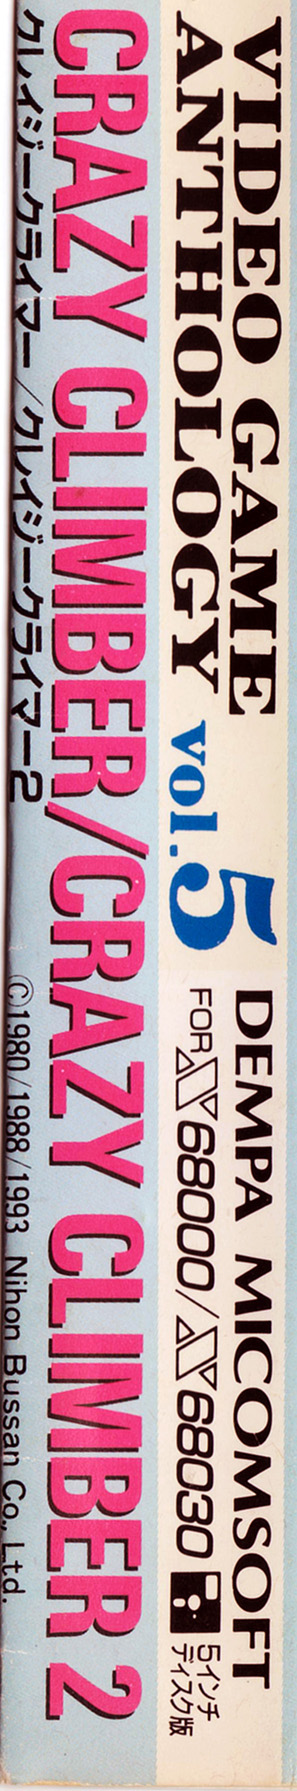 VIDEO GAME
ANTHOLOGY vol.5
DEMPA MICOMSOFT
FOR X68000/X68030
5インチ
ディスク版
CRAZY CLIMBER/CRAZY CLIMBER 2
クレイジークライマー/クレイジークライマー2
©1980/1988/1993 Nihon Bussan Co., Ltd.